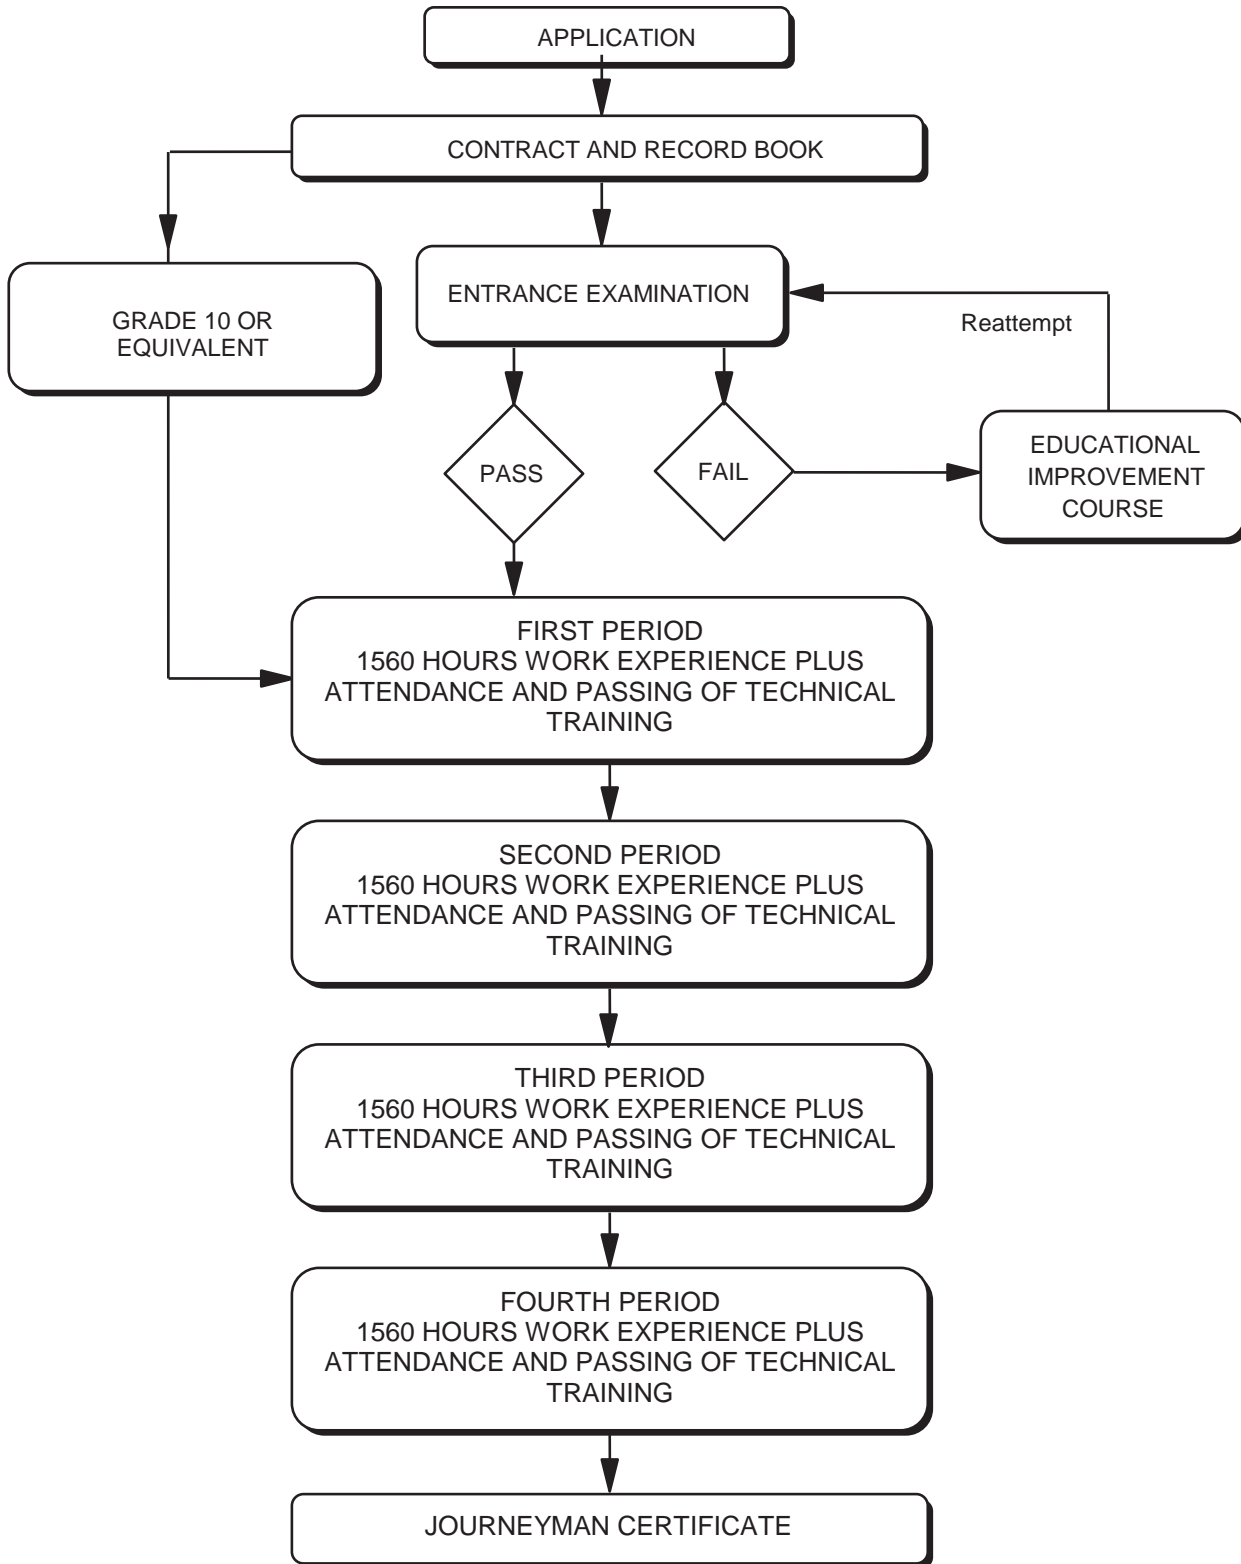 APPLICATION
CONTRACT AND RECORD BOOK
GRADE 10 OR
EQUIVALENT
ENTRANCE EXAMINATION
Reattempt
PASS
FAIL
EDUCATIONAL
IMPROVEMENT
COURSE
FIRST PERIOD
1560 HOURS WORK EXPERIENCE PLUS
ATTENDANCE AND PASSING OF TECHNICAL
TRAINING
SECOND PERIOD
1560 HOURS WORK EXPERIENCE PLUS
ATTENDANCE AND PASSING OF TECHNICAL
TRAINING
THIRD PERIOD
1560 HOURS WORK EXPERIENCE PLUS
ATTENDANCE AND PASSING OF TECHNICAL
TRAINING
FOURTH PERIOD
1560 HOURS WORK EXPERIENCE PLUS
ATTENDANCE AND PASSING OF TECHNICAL
TRAINING
JOURNEYMAN CERTIFICATE